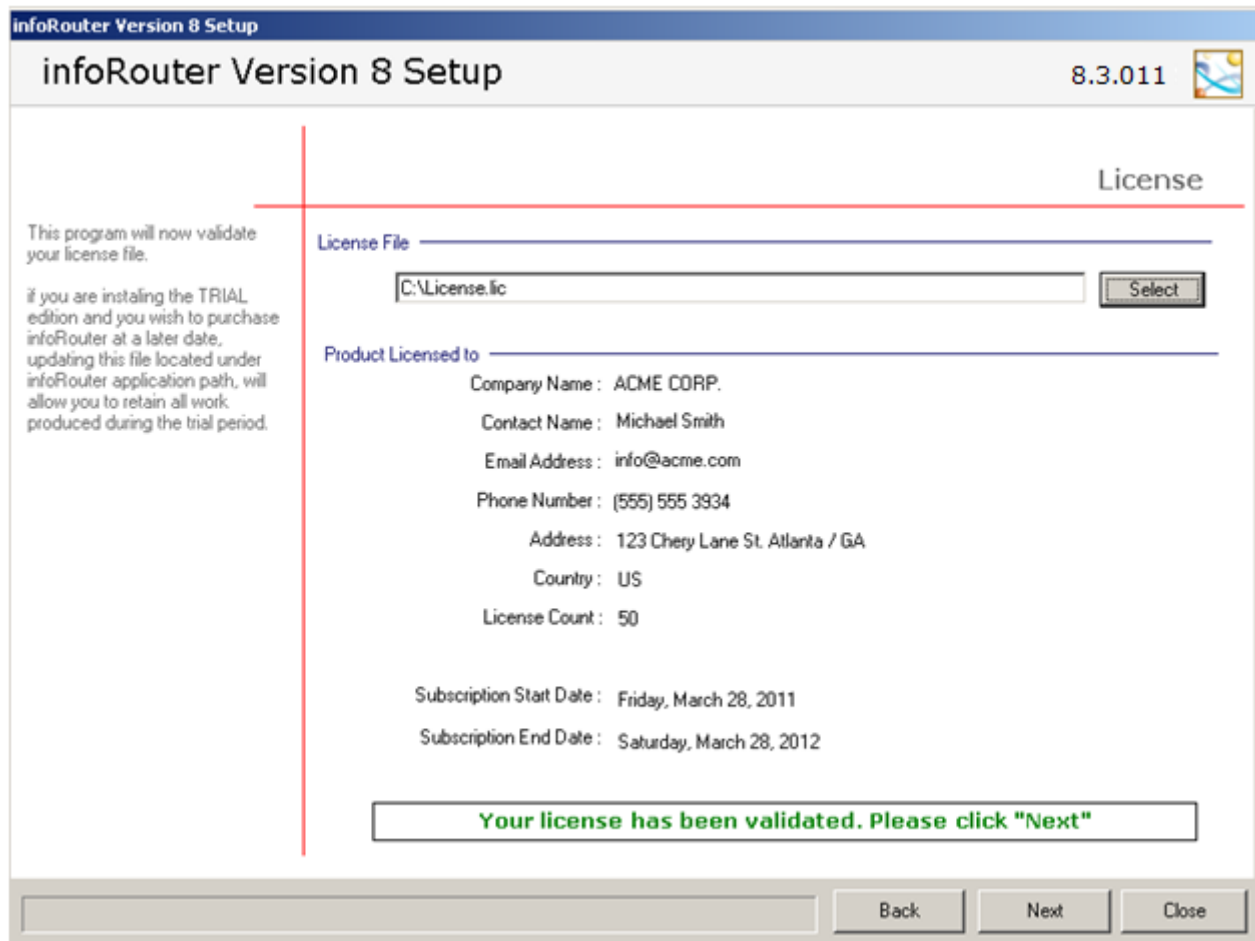 infoRouter Version 8 Setup
infoRouter Version 8 Setup
8.3.011
License
This program will now validate
your license file.
if you are instaling the TRIAL
edition and you wish to purchase
infoRouter at a later date,
updating this file located under
infoRouter application path, will
allow you to retain all work
produced during the trial period.
License File
C:\License.lic
Select
Product Licensed to
Company Name : ACME CORP.
Contact Name : Michael Smith
Email Address : info@acme.com
Phone Number : (555) 555 3934
Address : 123 Chery Lane St. Atlanta / GA
Country : US
License Count : 50
Subscription Start Date : Friday, March 28, 2011
Subscription End Date : Saturday, March 28, 2012
Your license has been validated. Please click "Next"
Back
Next
Close